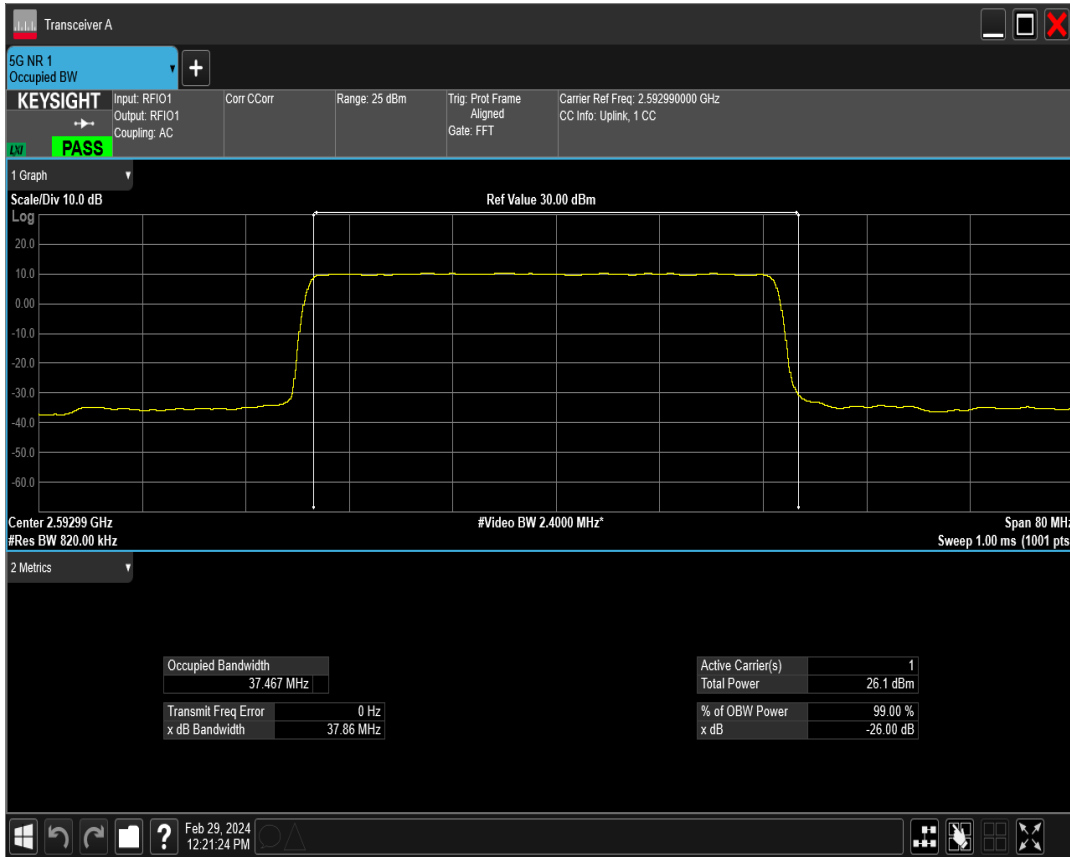 Transceiver A
5G NR 1
Occupied BW
+
KEYSIGHT
LXI
PASS
Input: RFIO1
Output: RFIO1
Coupling: AC
Corr CCorr
Range: 25 dBm
Trig: Prot Frame
Aligned
Gate: FFT
Carrier Ref Freq: 2.592990000 GHz
CC Info: Uplink, 1 CC
1 Graph
Scale/Div 10.0 dB
Ref Value 30.00 dBm
Log
20.0
10.0
0.00
-10.0
-20.0
-30.0
-40.0
-50.0
-60.0
Center 2.59299 GHz
#Video BW 2.4000 MHz*
Span 80 MHz
#Res BW 820.00 kHz
Sweep 1.00 ms (1001 pts
2 Metrics
Occupied Bandwidth
37.467 MHz
Transmit Freq Error 0 Hz
x dB Bandwidth 37.86 MHz
Active Carrier(s) 1
Total Power 26.1 dBm
% of OBW Power 99.00 %
x dB -26.00 dB
?
Feb 29, 2024
12:21:24 PM